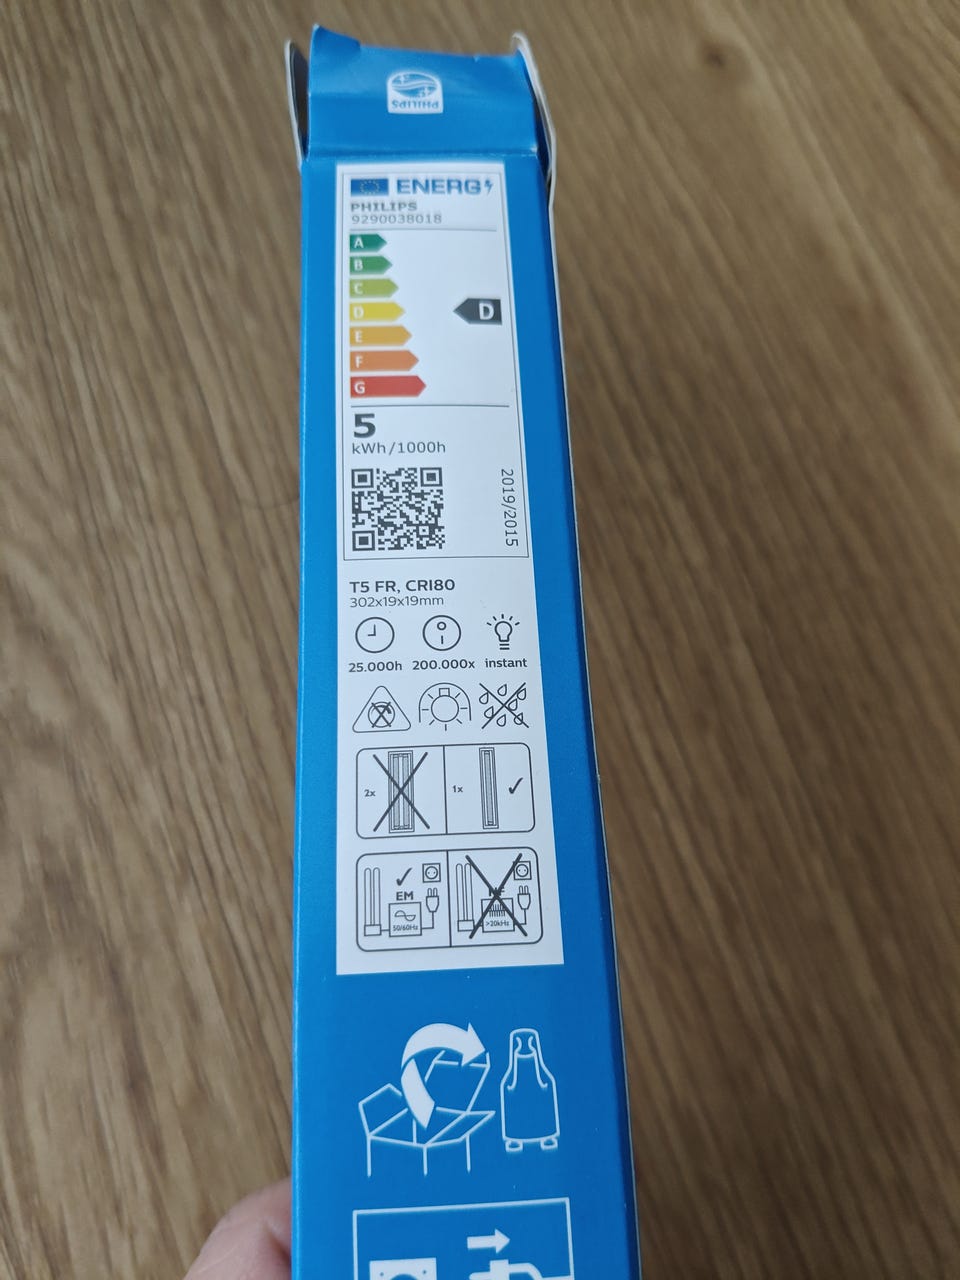 PHILIPS
ENERG
PHILIPS
9290038018
A
B
C
D
D
E
F
G
5
kWh/1000h
2019/2015
T5 FR, CRI80
302x19x19mm
25.000h 200.000x instant
2x 1x
EM
50/60Hz >20kHz